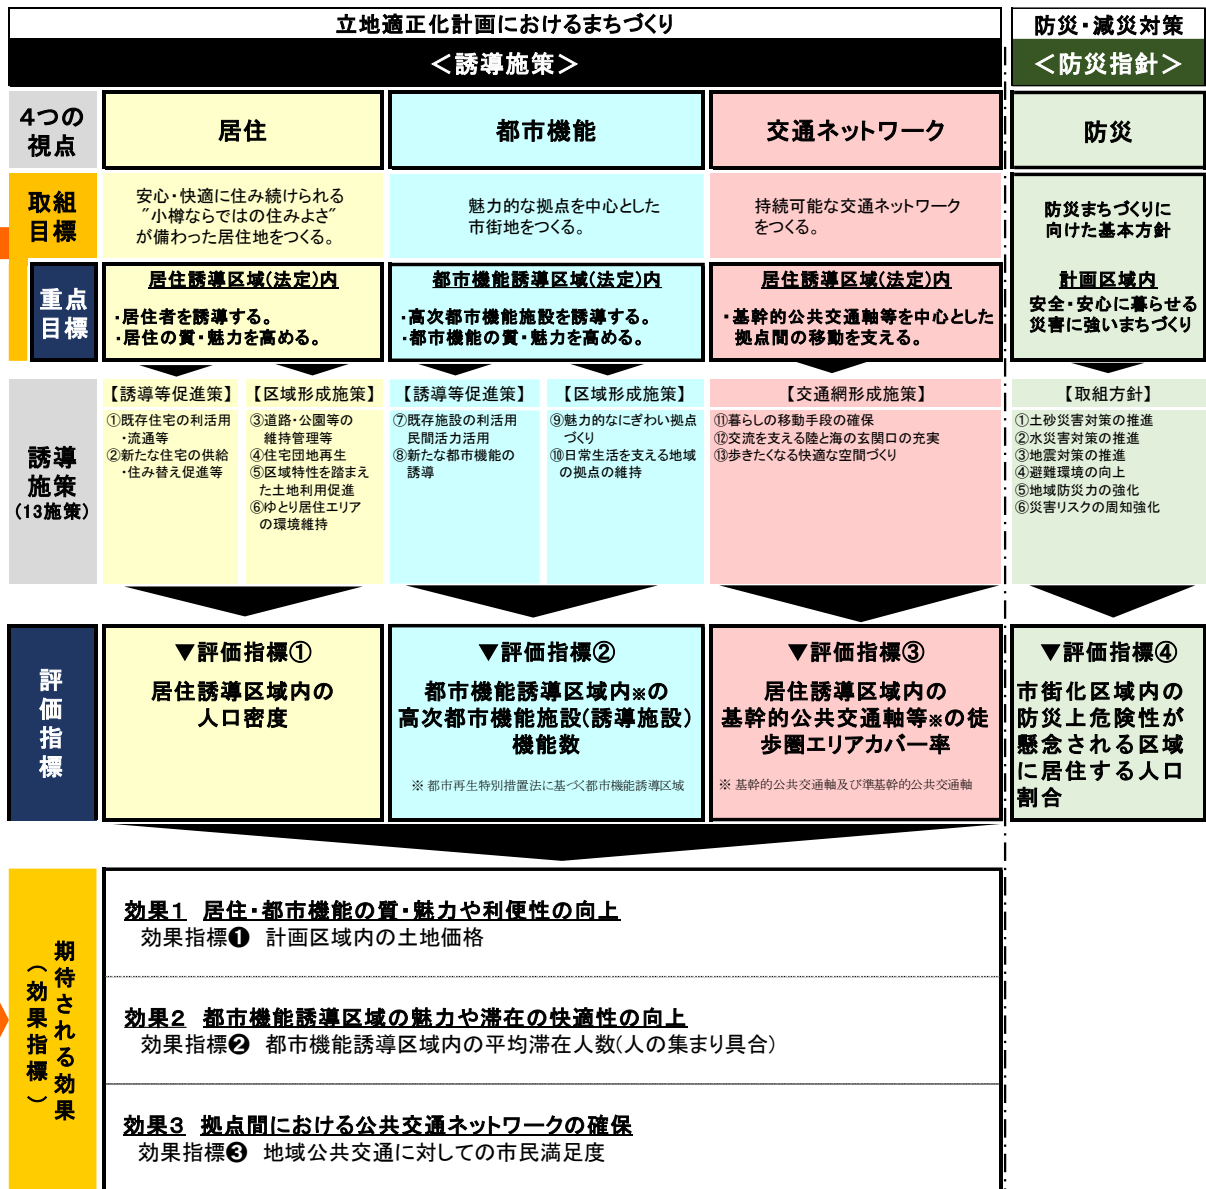 立地適正化計画におけるまちづくり
＜誘導施策＞
防災・減災対策
＜防災指針＞
4つの
視点
居住
都市機能
交通ネットワーク
防災
取組
目標
安心・快適に住み続けられる
"小樽ならではの住みよさ"
が備わった居住地をつくる。
魅力的な拠点を中心とした
市街地をつくる。
持続可能な交通ネットワーク
をつくる。
防災まちづくりに
向けた基本方針
重点
目標
居住誘導区域(法定)内
・居住者を誘導する。
・居住の質・魅力を高める。
都市機能誘導区域(法定)内
・高次都市機能施設を誘導する。
・都市機能の質・魅力を高める。
居住誘導区域(法定)内
・基幹的公共交通軸等を中心とした
拠点間の移動を支える。
計画区域内
安全・安心に暮らせる
災害に強いまちづくり
誘導
施策
(13施策)
【誘導等促進策】
①既存住宅の利活用
・流通等
②新たな住宅の供給
・住み替え促進等
【区域形成施策】
③道路・公園等の
維持管理等
④住宅団地再生
⑤区域特性を踏まえ
た土地利用促進
⑥ゆとり居住エリア
の環境維持
【誘導等促進策】
⑦既存施設の利活用
民間活力活用
⑧新たな都市機能の
誘導
【区域形成施策】
⑨魅力的なにぎわい拠点
づくり
⑩日常生活を支える地域
の拠点の維持
【交通網形成施策】
⑪暮らしの移動手段の確保
⑫交流を支える陸と海の玄関口の充実
⑬歩きたくなる快適な空間づくり
【取組方針】
①土砂災害対策の推進
②水災害対策の推進
③地震対策の推進
④避難環境の向上
⑤地域防災力の強化
⑥災害リスクの周知強化
評価指標
▼評価指標①
居住誘導区域内の
人口密度
▼評価指標②
都市機能誘導区域内※の
高次都市機能施設(誘導施設)
機能数
※ 都市再生特別措置法に基づく都市機能誘導区域
▼評価指標③
居住誘導区域内の
基幹的公共交通軸等※の徒
歩圏エリアカバー率
※ 基幹的公共交通軸及び準基幹的公共交通軸
▼評価指標④
市街化区域内の
防災上危険性が
懸念される区域
に居住する人口
割合
期待される効果
（効果指標）
効果1 居住・都市機能の質・魅力や利便性の向上
効果指標❶ 計画区域内の土地価格
効果2 都市機能誘導区域の魅力や滞在の快適性の向上
効果指標❷ 都市機能誘導区域内の平均滞在人数(人の集まり具合)
効果3 拠点間における公共交通ネットワークの確保
効果指標❸ 地域公共交通に対しての市民満足度